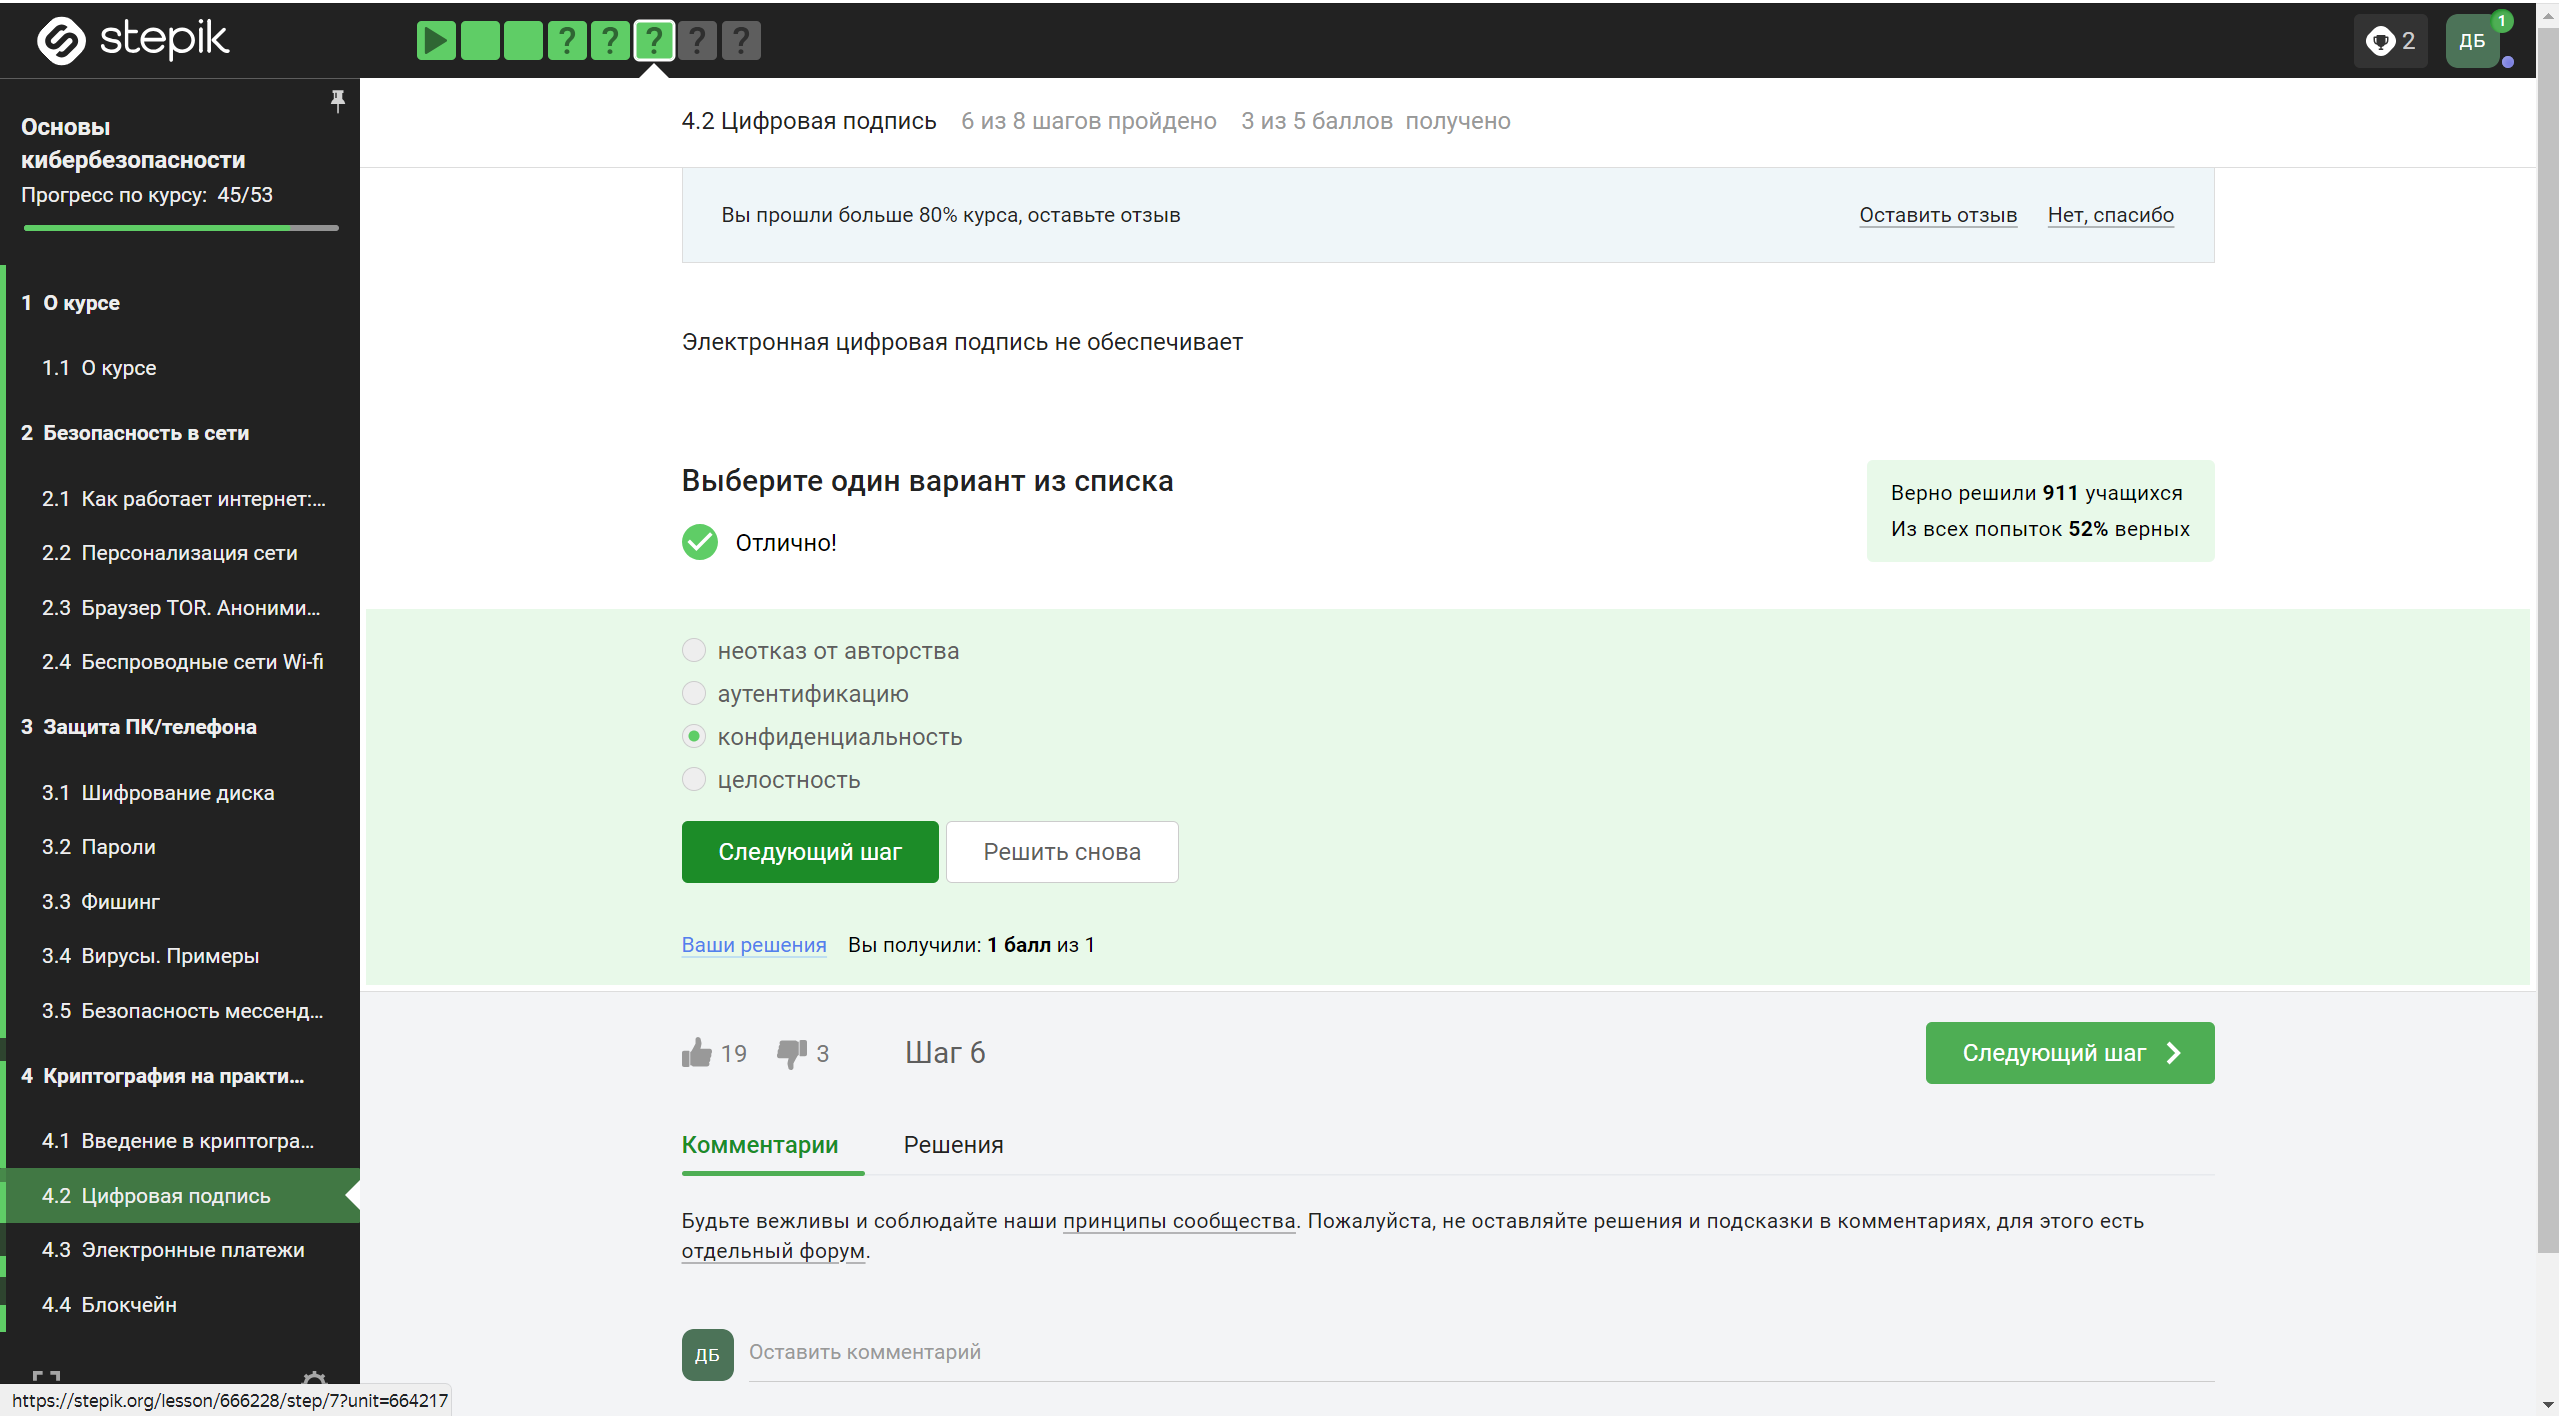 stepik
? ? ? ? ?
2
ДБ
1
Основы
кибербезопасности
Прогресс по курсу: 45/53
1 О курсе
1.1 О курсе
2 Безопасность в сети
2.1 Как работает интернет:...
2.2 Персонализация сети
2.3 Браузер TOR. Аноними...
2.4 Беспроводные сети Wi-fi
3 Защита ПК/телефона
3.1 Шифрование диска
3.2 Пароли
3.3 Фишинг
3.4 Вирусы. Примеры
3.5 Безопасность мессенд...
4 Криптография на практи...
4.1 Введение в криптогра...
4.2 Цифровая подпись
4.3 Электронные платежи
4.4 Блокчейн
https://stepik.org/lesson/666228/step/7?unit=664217
4.2 Цифровая подпись 6 из 8 шагов пройдено 3 из 5 баллов получено
Вы прошли больше 80% курса, оставьте отзыв Оставить отзыв Нет, спасибо
Электронная цифровая подпись не обеспечивает
Выберите один вариант из списка
Отлично!
Верно решили 911 учащихся
Из всех попыток 52% верных
неотказ от авторства
аутентификацию
конфиденциальность
целостность
Следующий шаг Решить снова
Ваши решения Вы получили: 1 балл из 1
19 3 Шаг 6 Следующий шаг
Комментарии Решения
Будьте вежливы и соблюдайте наши принципы сообщества. Пожалуйста, не оставляйте решения и подсказки в комментариях, для этого есть
отдельный форум.
ДБ Оставить комментарий